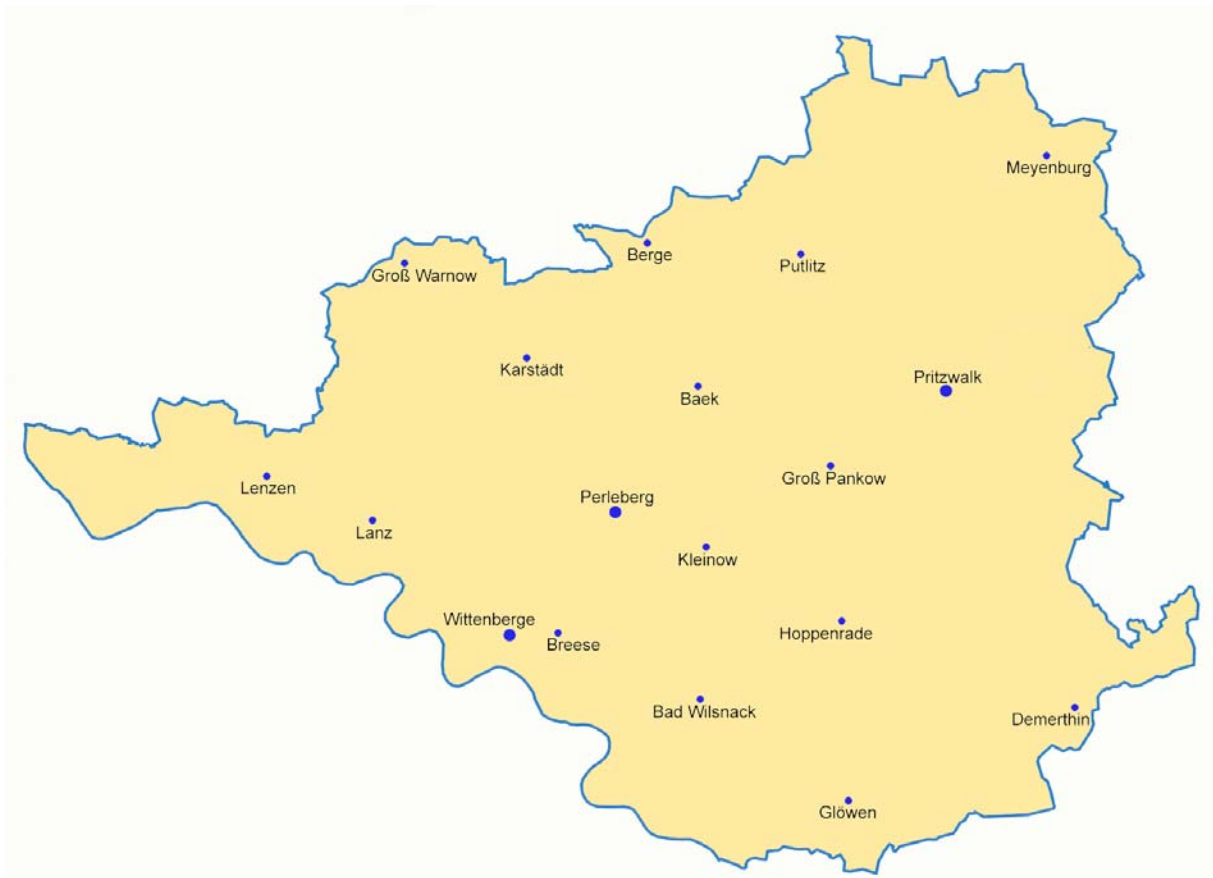 Meyenburg
Berge
Putlitz
Groß Warnow
Karstädt
Pritzwalk
Baek
Groß Pankow
Lenzen
Perleberg
Lanz
Kleinow
Wittenberge
Hoppenrade
Breese
Bad Wilsnack
Demerthin
Glöwen